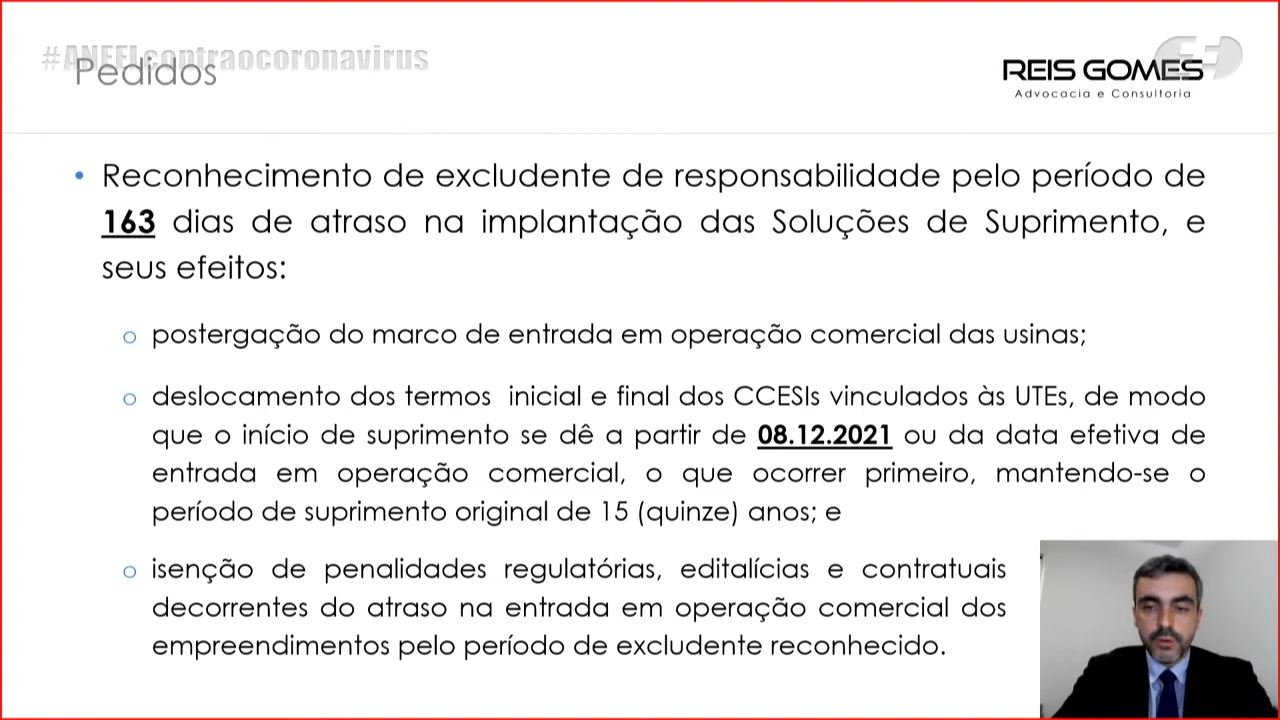 #ANEELcontraocoronavirus
Pedidos
REIS GOMES
Advocacia e Consultoria
• Reconhecimento de excludente de responsabilidade pelo período de
163 dias de atraso na implantação das Soluções de Suprimento, e
seus efeitos:
o postergação do marco de entrada em operação comercial das usinas;
o deslocamento dos termos inicial e final dos CCESIs vinculados às UTEs, de modo
que o início de suprimento se dê a partir de 08.12.2021 ou da data efetiva de
entrada em operação comercial, o que ocorrer primeiro, mantendo-se o
período de suprimento original de 15 (quinze) anos; e
o isenção de penalidades regulatórias, editalícias e contratuais
decorrentes do atraso na entrada em operação comercial dos
empreendimentos pelo período de excludente reconhecido.